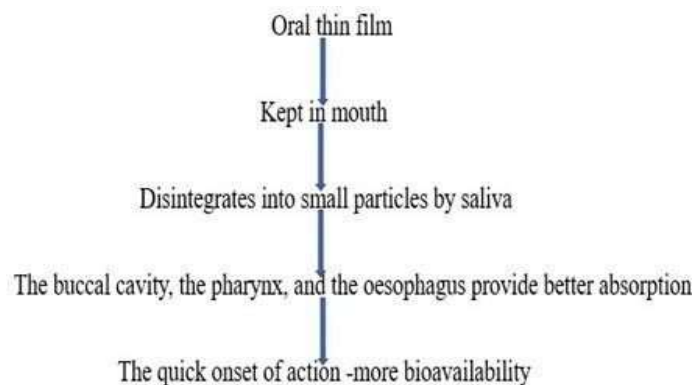 Oral thin film
Kept in mouth
Disintegrates into small particles by saliva
The buccal cavity, the pharynx, and the oesophagus provide better absorption
The quick onset of action -more bioavailability